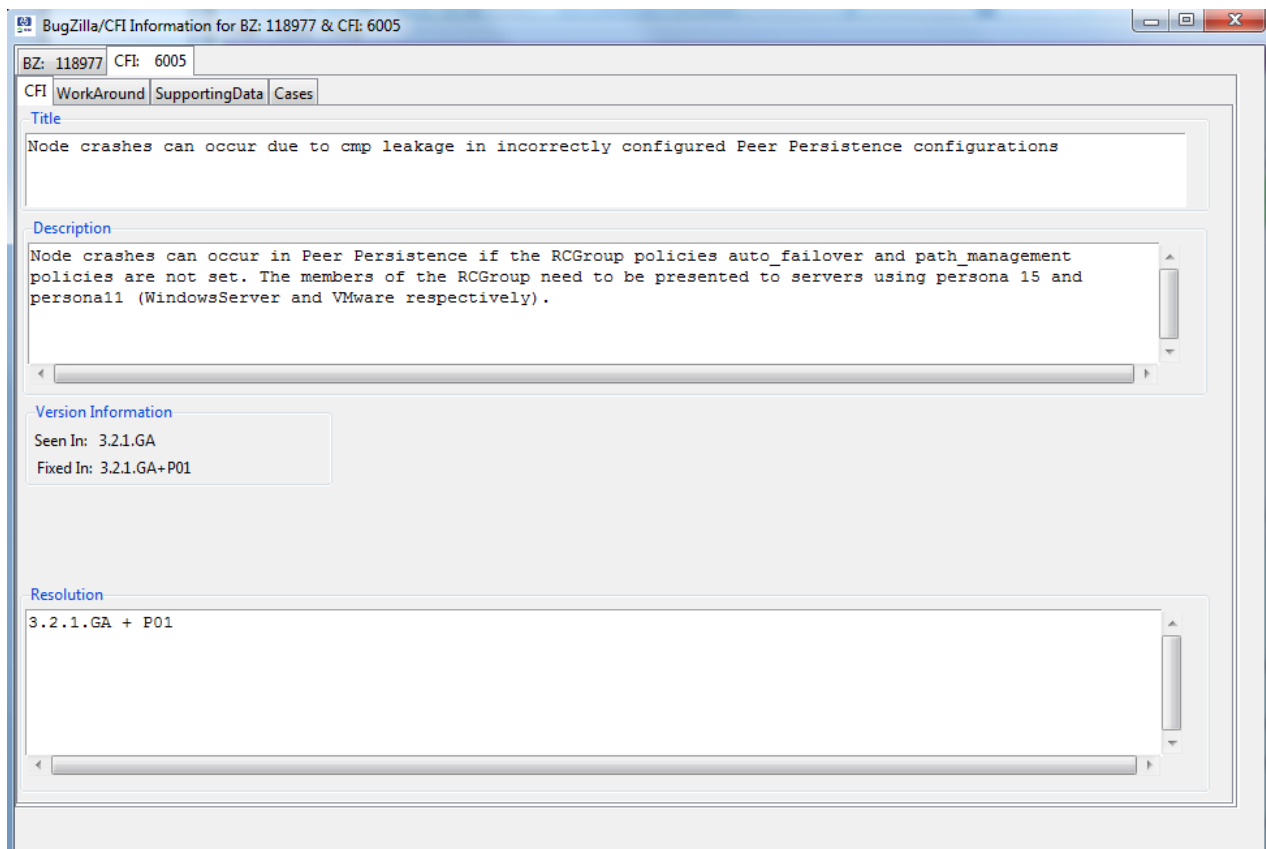 BugZilla/CFI Information for BZ: 118977 & CFI: 6005
BZ: 118977 CFI: 6005
CFI WorkAround SupportingData Cases
Title
Node crashes can occur due to cmp leakage in incorrectly configured Peer Persistence configurations
Description
Node crashes can occur in Peer Persistence if the RCGroup policies auto_failover and path_management
policies are not set. The members of the RCGroup need to be presented to servers using persona 15 and
persona11 (WindowsServer and VMware respectively).
Version Information
Seen In: 3.2.1.GA
Fixed In: 3.2.1.GA+P01
Resolution
3.2.1.GA + P01